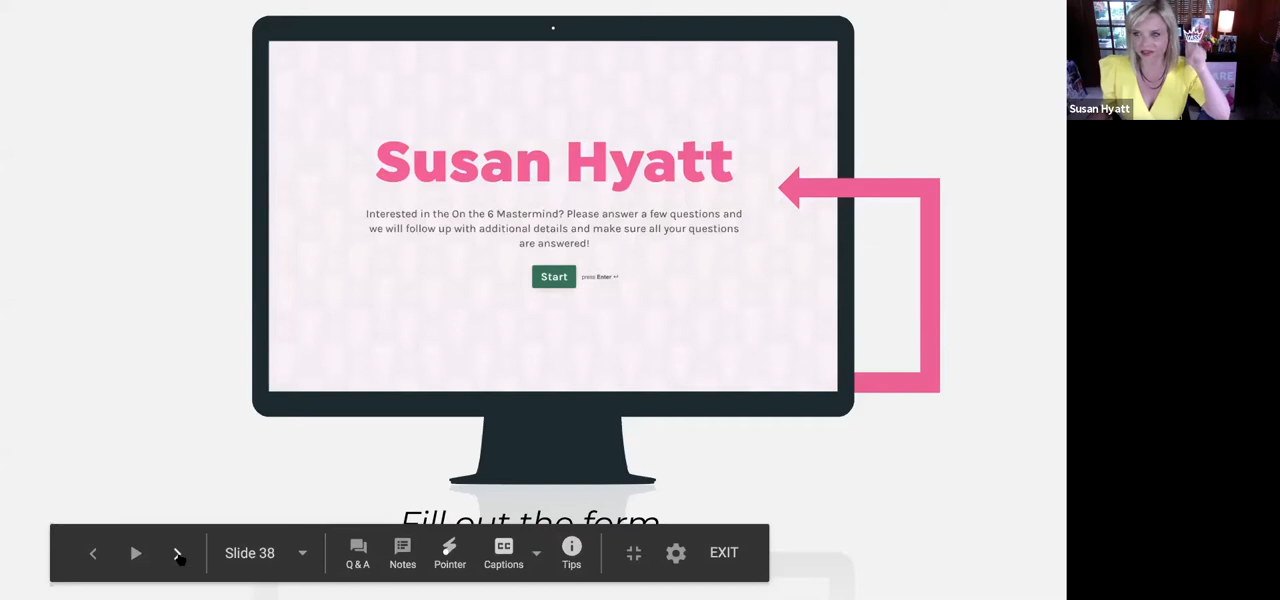 Susan Hyatt
Interested in the On the 6 Mastermind? Please answer a few questions and
we will follow up with additional details and make sure all your questions
are answered!
Start press Enter ↵
Fill out the form
Slide 38
Q & A
Notes
Pointer
CC
Captions
Tips
EXIT
Susan Hyatt